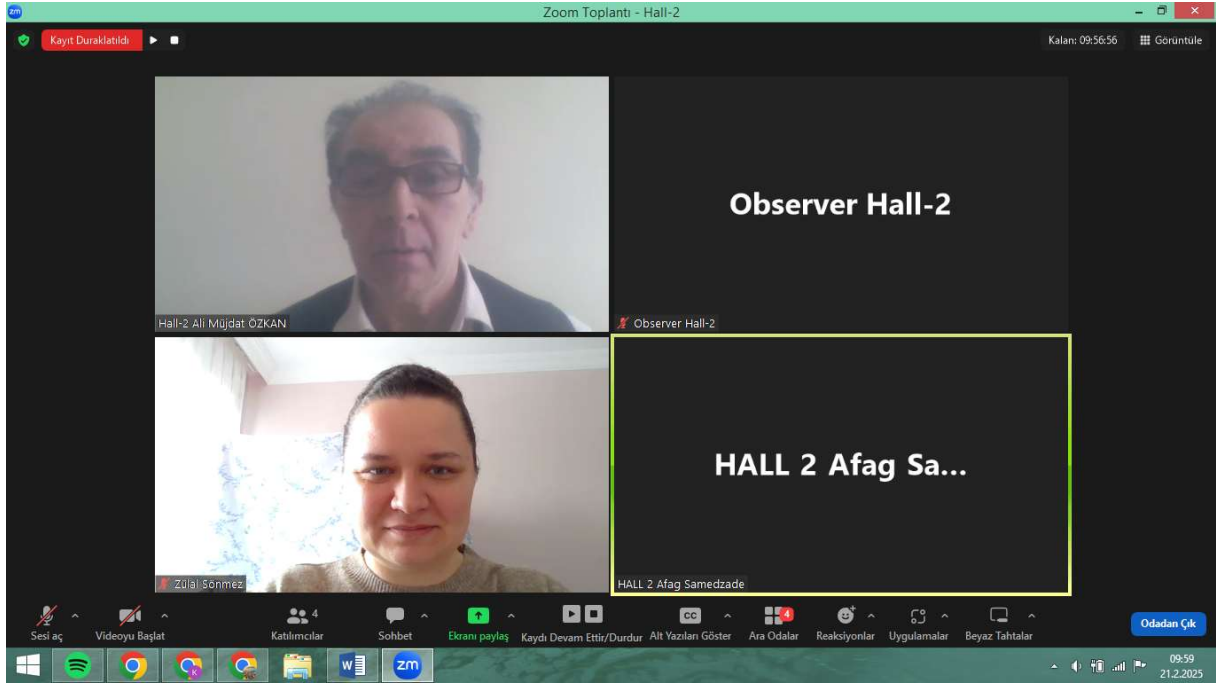 zm
Zoom Toplantı - Hall-2
Kayıt Duraklatıldı
Kalan: 09:56:56
Görüntüle
Hall-2 Ali Müjdat ÖZKAN
Observer Hall-2
Observer Hall-2
Zülal Sönmez
HALL 2 Afag Sa...
HALL 2 Afag Samedzade
Sesi aç
Videoyu Başlat
4
Katılımcılar
Sohbet
Ekranı paylaş
Kaydı Devam Ettir/Durdur
CC
Alt Yazıları Göster
4
Ara Odalar
Reaksiyonlar
Uygulamalar
Beyaz Tahtalar
Odadan Çık
K
W
zm
09:59
21.2.2025